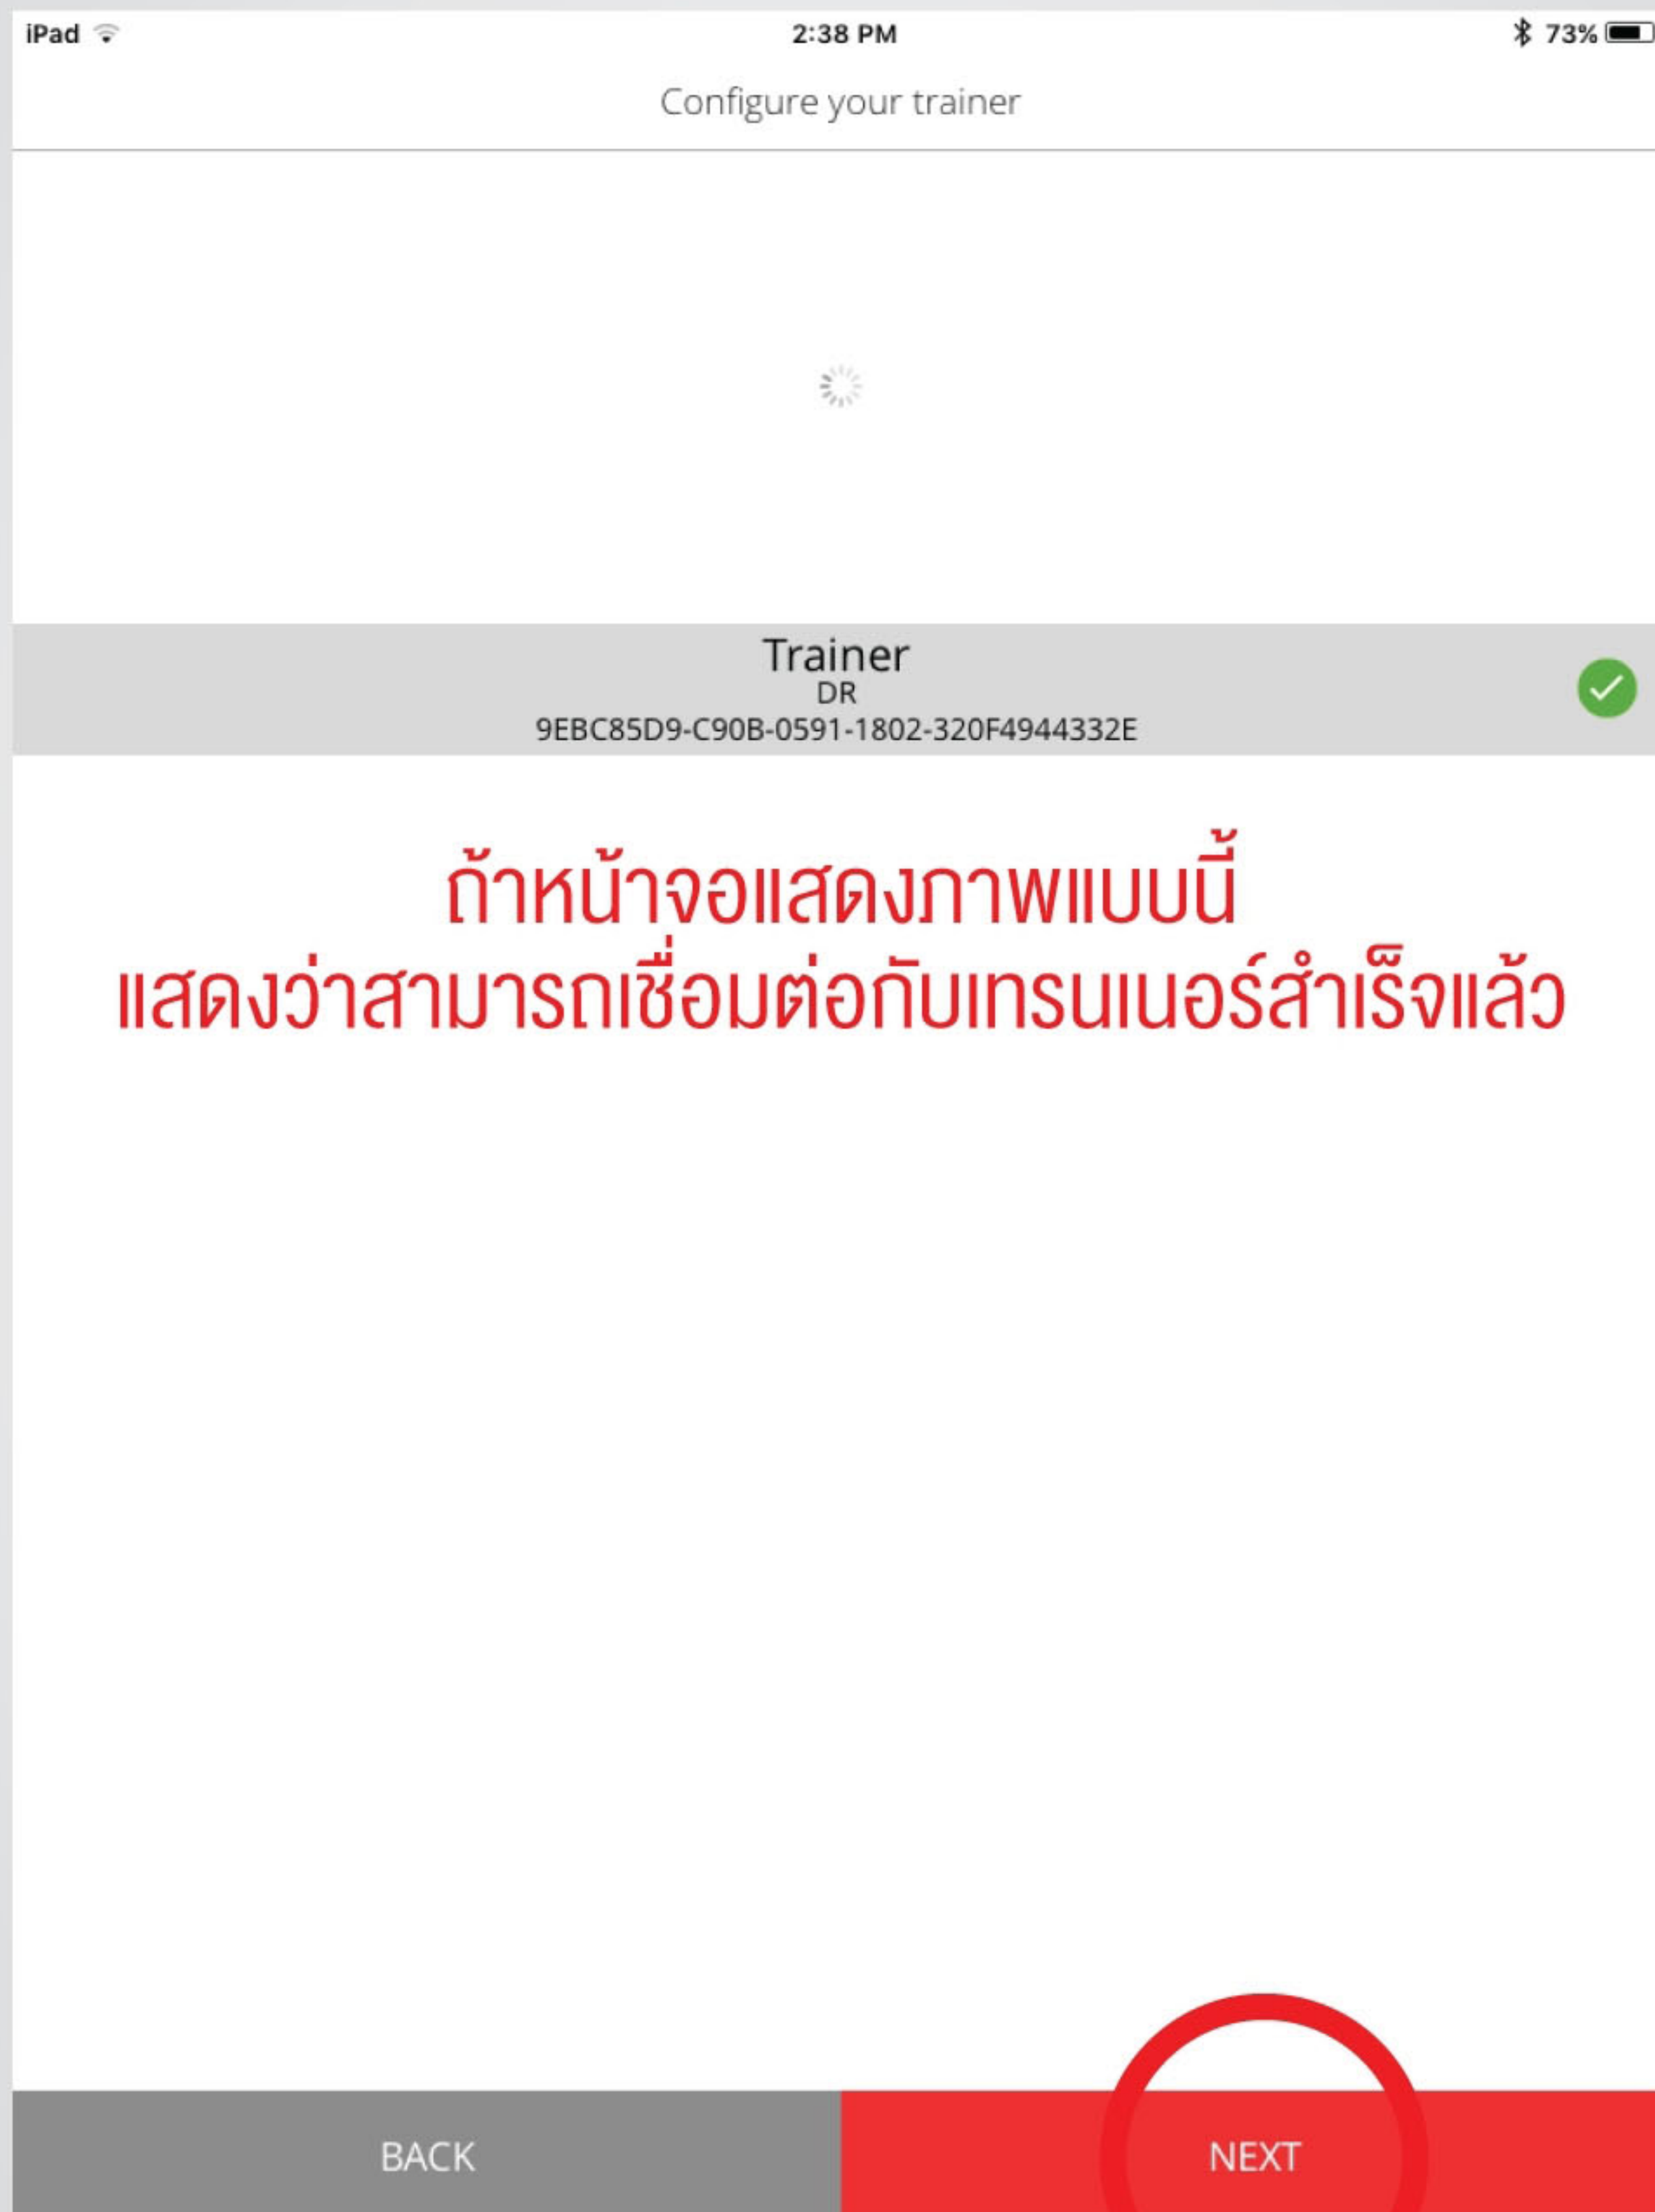 iPad
2:38 PM
73%
Configure your trainer
Trainer
DR
9EBC85D9-C90B-0591-1802-320F4944332E
ถ้าหน้าจอแสดงภาพแบบนี้
แสดงว่าสามารถเชื่อมต่อกับเทรนเนอร์สำเร็จแล้ว
BACK
NEXT